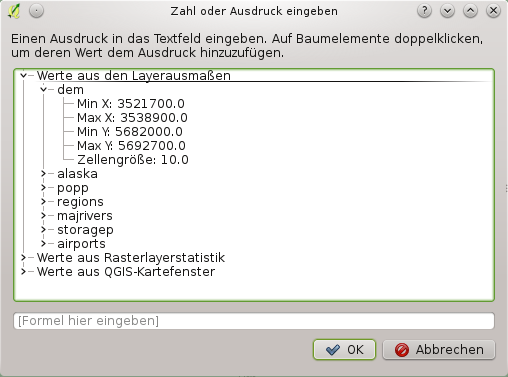 Zahl oder Ausdruck eingeben
Einen Ausdruck in das Textfeld eingeben. Auf Baumelemente doppelklicken,
um deren Wert dem Ausdruck hinzuzufügen.
Werte aus den Layerausmaßen
dem
Min X: 3521700.0
Max X: 3538900.0
Min Y: 5682000.0
Max Y: 5692700.0
Zellengröße: 10.0
alaska
popp
regions
majrivers
storagep
airports
Werte aus Rasterlayerstatistik
Werte aus QGIS-Kartefenster
[Formel hier eingeben]
OK Abbrechen